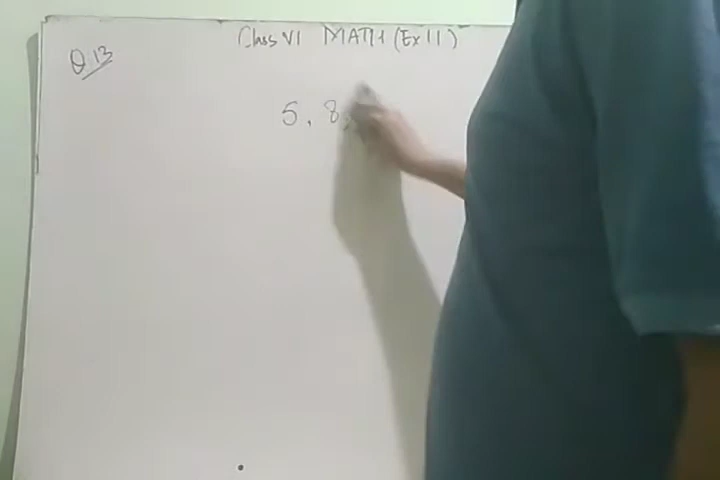 Class VI MATH (Ex 11)
Q.13
5, 8,